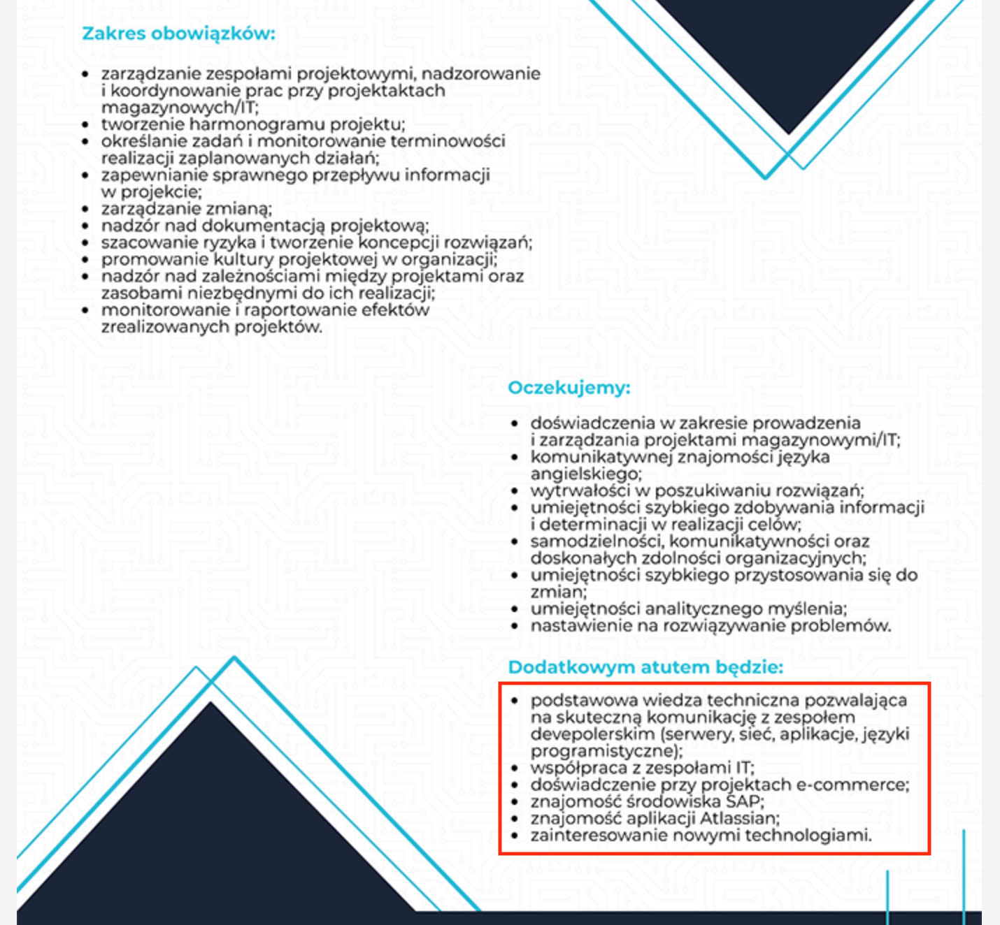 Zakres obowiązków:
• zarządzanie zespołami projektowymi, nadzorowanie
i koordynowanie prac przy projektaktach
magazynowych/IT;
• tworzenie harmonogramu projektu;
• określanie zadań i monitorowanie terminowości
realizacji zaplanowanych działań;
• zapewnianie sprawnego przepływu informacji
w projekcie;
• zarządzanie zmianą;
• nadzór nad dokumentacją projektową;
• szacowanie ryzyka i tworzenie koncepcji rozwiązań;
• promowanie kultury projektowej w organizacji;
• nadzór nad zależnościami między projektami oraz
zasobami niezbędnymi do ich realizacji;
• monitorowanie i raportowanie efektów
zrealizowanych projektów.
Oczekujemy:
• doświadczenia w zakresie prowadzenia
i zarządzania projektami magazynowymi/IT;
• komunikatywnej znajomości języka
angielskiego;
• wytrwałości w poszukiwaniu rozwiązań;
• umiejętności szybkiego zdobywania informacji
i determinacji w realizacji celów;
• samodzielności, komunikatywności oraz
doskonałych zdolności organizacyjnych;
• umiejętności szybkiego przystosowania się do
zmian;
• umiejętności analitycznego myślenia;
• nastawienie na rozwiązywanie problemów.
Dodatkowym atutem będzie:
• podstawowa wiedza techniczna pozwalająca
na skuteczną komunikację z zespołem
devepolerskim (serwery, sieć, aplikacje, języki
programistyczne);
• współpraca z zespołami IT;
• doświadczenie przy projektach e-commerce;
• znajomość środowiska SAP;
• znajomość aplikacji Atlassian;
• zainteresowanie nowymi technologiami.